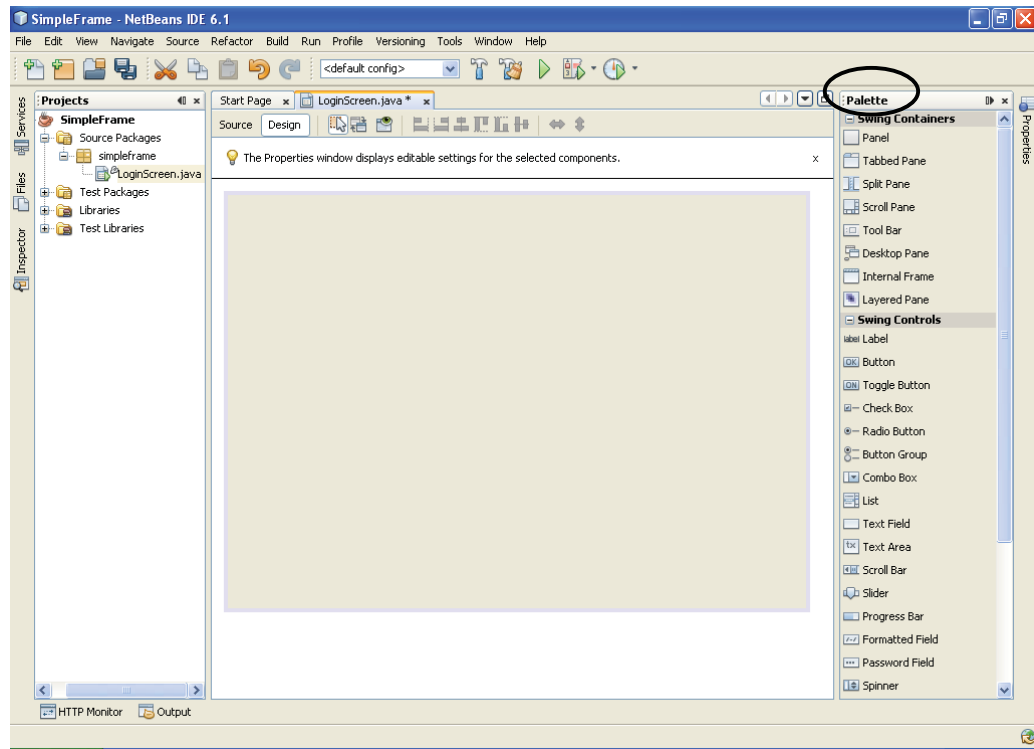 SimpleFrame - NetBeans IDE 6.1
File Edit View Navigate Source Refactor Build Run Profile Versioning Tools Window Help
<default config>
Services
Files
Inspector
Projects
SimpleFrame
Source Packages
simpleframe
LoginScreen.java
Test Packages
Libraries
Test Libraries
Start Page
LoginScreen.java *
Source Design
The Properties window displays editable settings for the selected components. x
Palette
Swing Containers
Panel
Tabbed Pane
Split Pane
Scroll Pane
Tool Bar
Desktop Pane
Internal Frame
Layered Pane
Swing Controls
label Label
OK Button
ON Toggle Button
Check Box
Radio Button
Button Group
Combo Box
List
Text Field
tx Text Area
Scroll Bar
Slider
Progress Bar
Formatted Field
Password Field
Spinner
Properties
HTTP Monitor Output